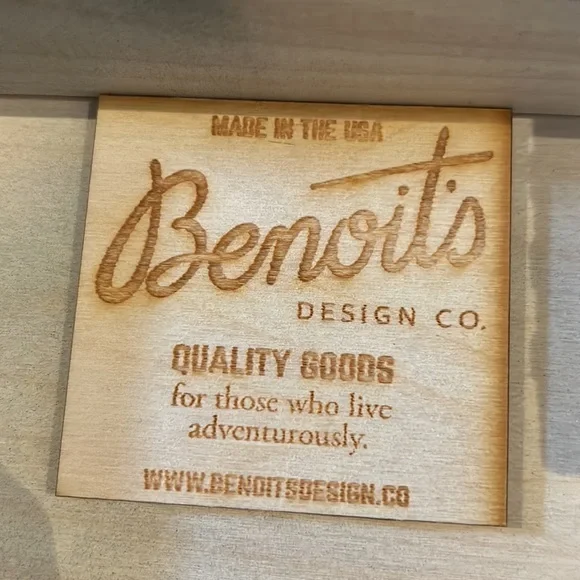 MADE IN THE USA
Benoit's
DESIGN CO.
QUALITY GOODS
for those who live
adventurously.
WWW.BENOITSDESIGN.CO